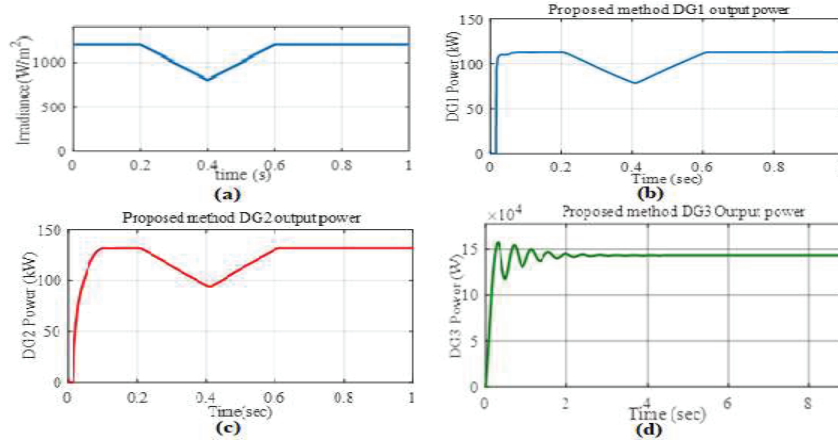 Irradiance(W/m²)
1000
500
0
0 0.2 0.4 0.6 0.8 1
time (s)
(a)
Proposed method DG1 output power
DG1 Power (kW)
150
100
50
0
0 0.2 0.4 0.6 0.8
Time (sec)
(b)
Proposed method DG2 output power
DG2 Power (kW)
150
100
50
0
0 0.2 0.4 0.6 0.8 1
Time(sec)
(c)
×10⁴
Proposed method DG3 Output power
DG3 Power (W)
15
10
5
0
0 2 4 6 8
Time (sec)
(d)